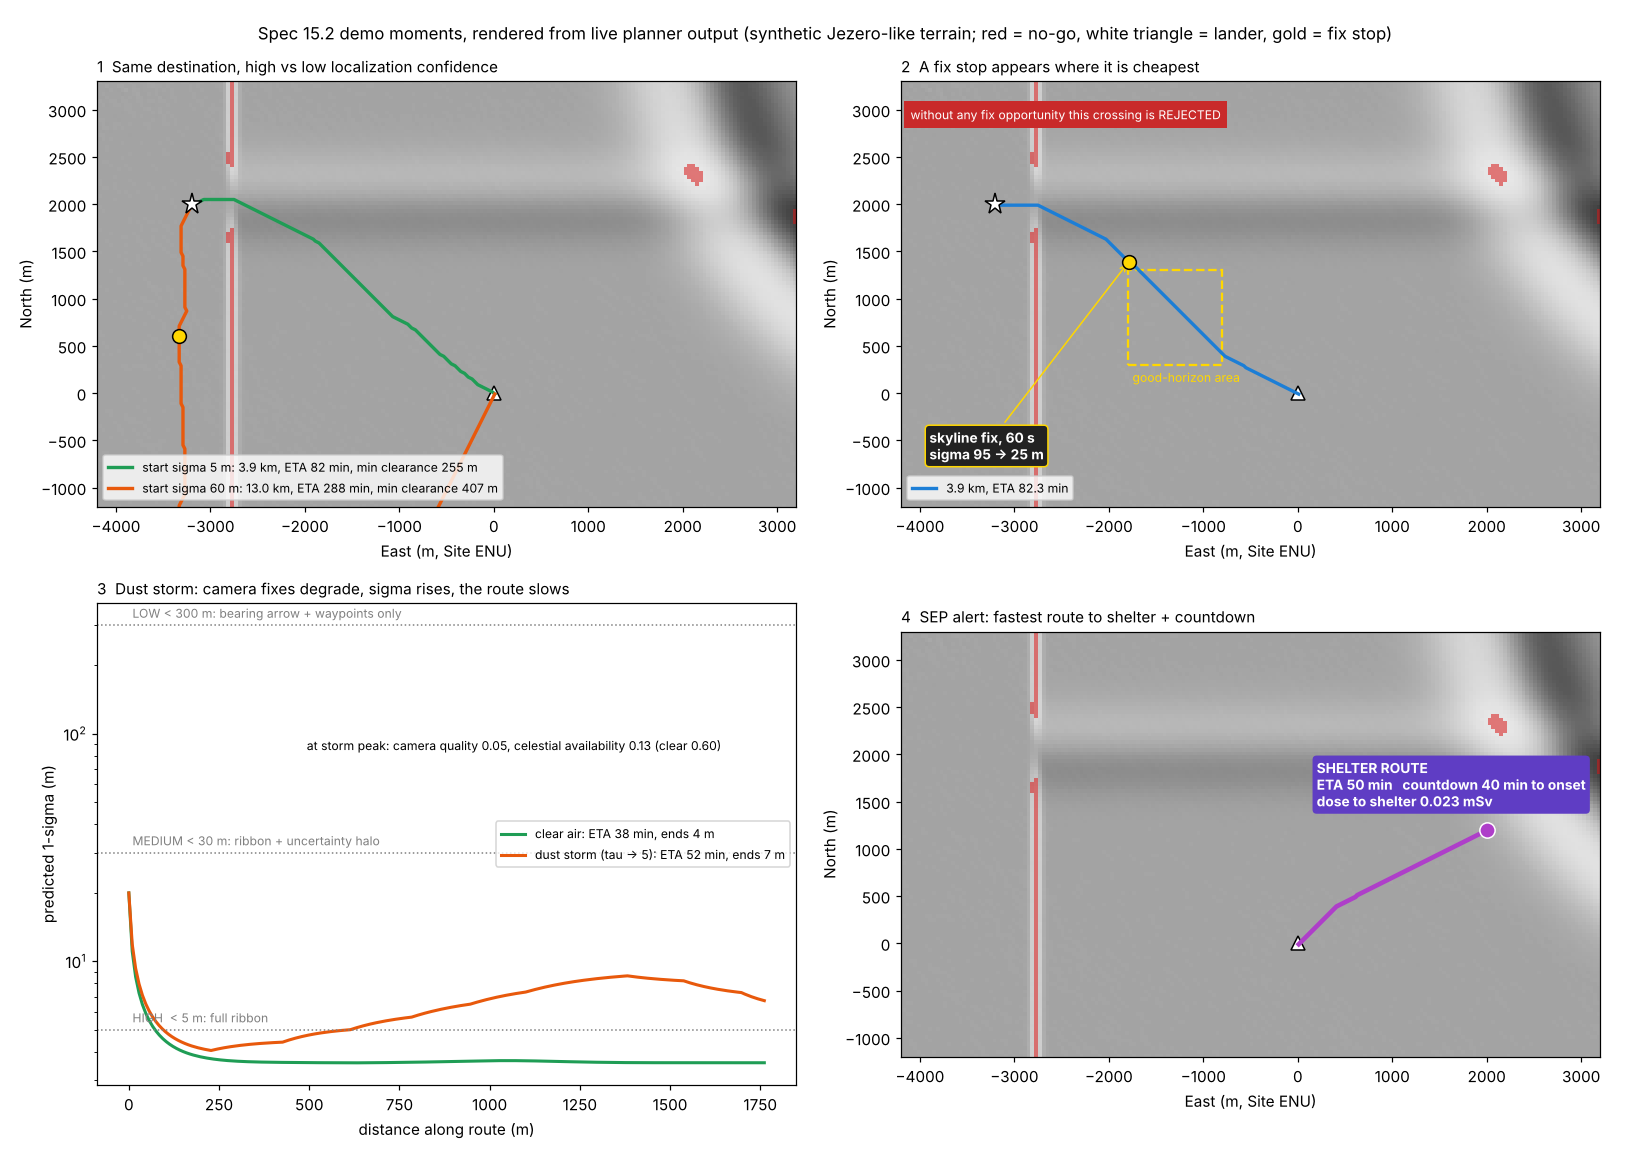 Spec 15.2 demo moments, rendered from live planner output (synthetic Jezero-like terrain; red = no-go, white triangle = lander, gold = fix stop)
1 Same destination, high vs low localization confidence
North (m)
3000
2500
2000
1500
1000
500
0
−500
−1000
start sigma 5 m: 3.9 km, ETA 82 min, min clearance 255 m
start sigma 60 m: 13.0 km, ETA 288 min, min clearance 407 m
−4000 −3000 −2000 −1000 0 1000 2000 3000
East (m, Site ENU)
2 A fix stop appears where it is cheapest
without any fix opportunity this crossing is REJECTED
North (m)
3000
2500
2000
1500
1000
500
0
−500
−1000
good-horizon area
skyline fix, 60 s
sigma 95 → 25 m
3.9 km, ETA 82.3 min
−4000 −3000 −2000 −1000 0 1000 2000 3000
East (m, Site ENU)
3 Dust storm: camera fixes degrade, sigma rises, the route slows
LOW < 300 m: bearing arrow + waypoints only
predicted 1-sigma (m)
10²
at storm peak: camera quality 0.05, celestial availability 0.13 (clear 0.60)
MEDIUM < 30 m: ribbon + uncertainty halo
clear air: ETA 38 min, ends 4 m
dust storm (tau → 5): ETA 52 min, ends 7 m
10¹
HIGH < 5 m: full ribbon
0 250 500 750 1000 1250 1500 1750
distance along route (m)
4 SEP alert: fastest route to shelter + countdown
North (m)
3000
2500
2000
1500
1000
500
0
−500
−1000
SHELTER ROUTE
ETA 50 min countdown 40 min to onset
dose to shelter 0.023 mSv
−4000 −3000 −2000 −1000 0 1000 2000 3000
East (m, Site ENU)